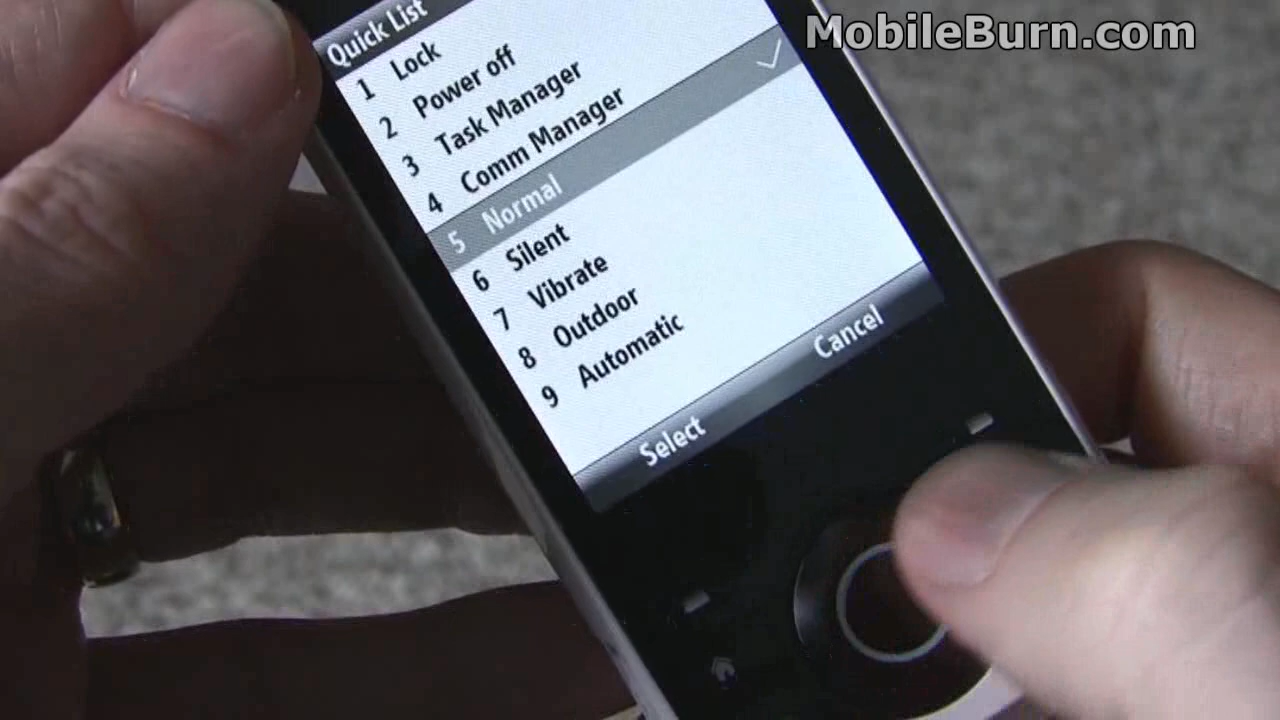 MobileBurn.com
Quick List
1 Lock
2 Power off
3 Task Manager
4 Comm Manager
5 Normal
6 Silent
7 Vibrate
8 Outdoor
9 Automatic
Select Cancel